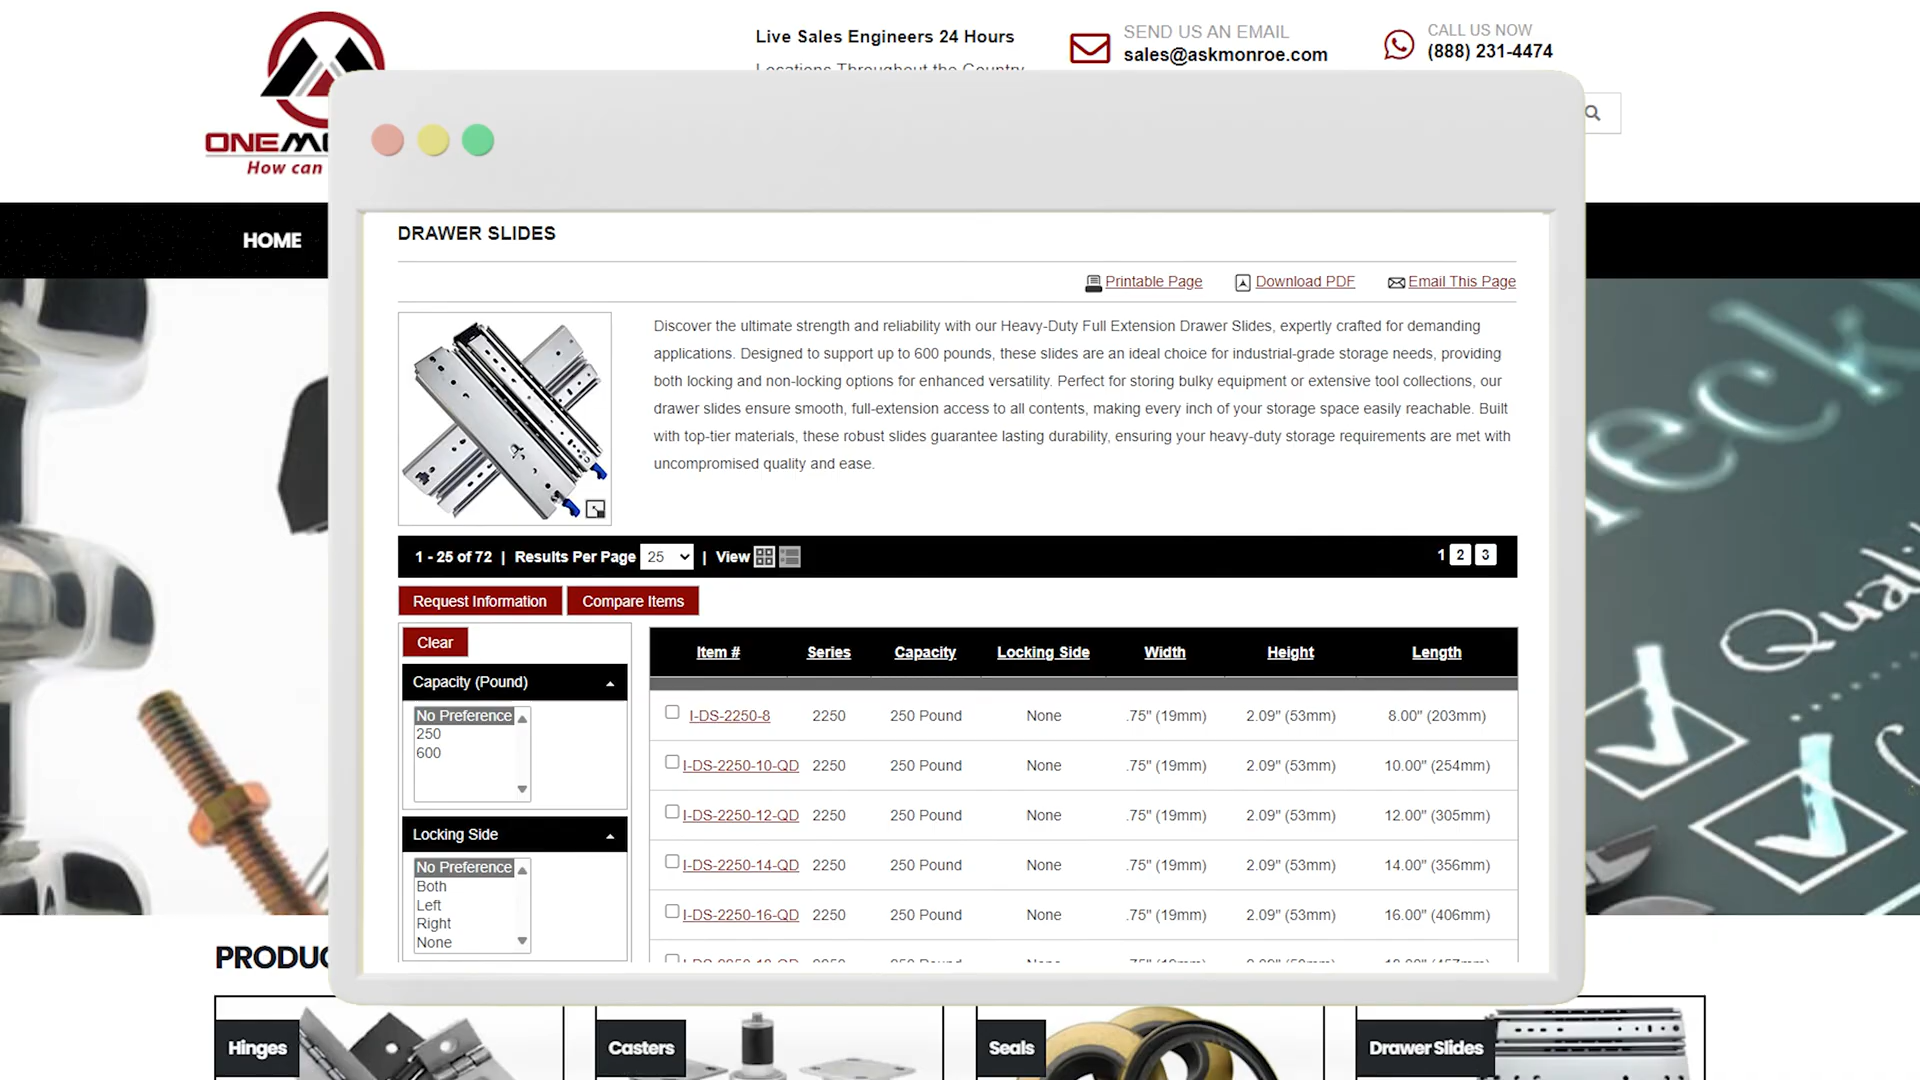 Live Sales Engineers 24 Hours
Locations Throughout the Country
SEND US AN EMAIL
sales@askmonroe.com
CALL US NOW
(888) 231-4474
How can
HOME
DRAWER SLIDES
Printable Page
Download PDF
Email This Page
Discover the ultimate strength and reliability with our Heavy-Duty Full Extension Drawer Slides, expertly crafted for demanding
applications. Designed to support up to 600 pounds, these slides are an ideal choice for industrial-grade storage needs, providing
both locking and non-locking options for enhanced versatility. Perfect for storing bulky equipment or extensive tool collections, our
drawer slides ensure smooth, full-extension access to all contents, making every inch of your storage space easily reachable. Built
with top-tier materials, these robust slides guarantee lasting durability, ensuring your heavy-duty storage requirements are met with
uncompromised quality and ease.
1 - 25 of 72 | Results Per Page 25 | View
1 2 3
Request Information
Compare Items
Clear
Capacity (Pound)
No Preference
250
600
Locking Side
No Preference
Both
Left
Right
None
Item # Series Capacity Locking Side Width Height Length
I-DS-2250-8 2250 250 Pound None .75" (19mm) 2.09" (53mm) 8.00" (203mm)
I-DS-2250-10-QD 2250 250 Pound None .75" (19mm) 2.09" (53mm) 10.00" (254mm)
I-DS-2250-12-QD 2250 250 Pound None .75" (19mm) 2.09" (53mm) 12.00" (305mm)
I-DS-2250-14-QD 2250 250 Pound None .75" (19mm) 2.09" (53mm) 14.00" (356mm)
I-DS-2250-16-QD 2250 250 Pound None .75" (19mm) 2.09" (53mm) 16.00" (406mm)
Hinges
Casters
Seals
Drawer Slides